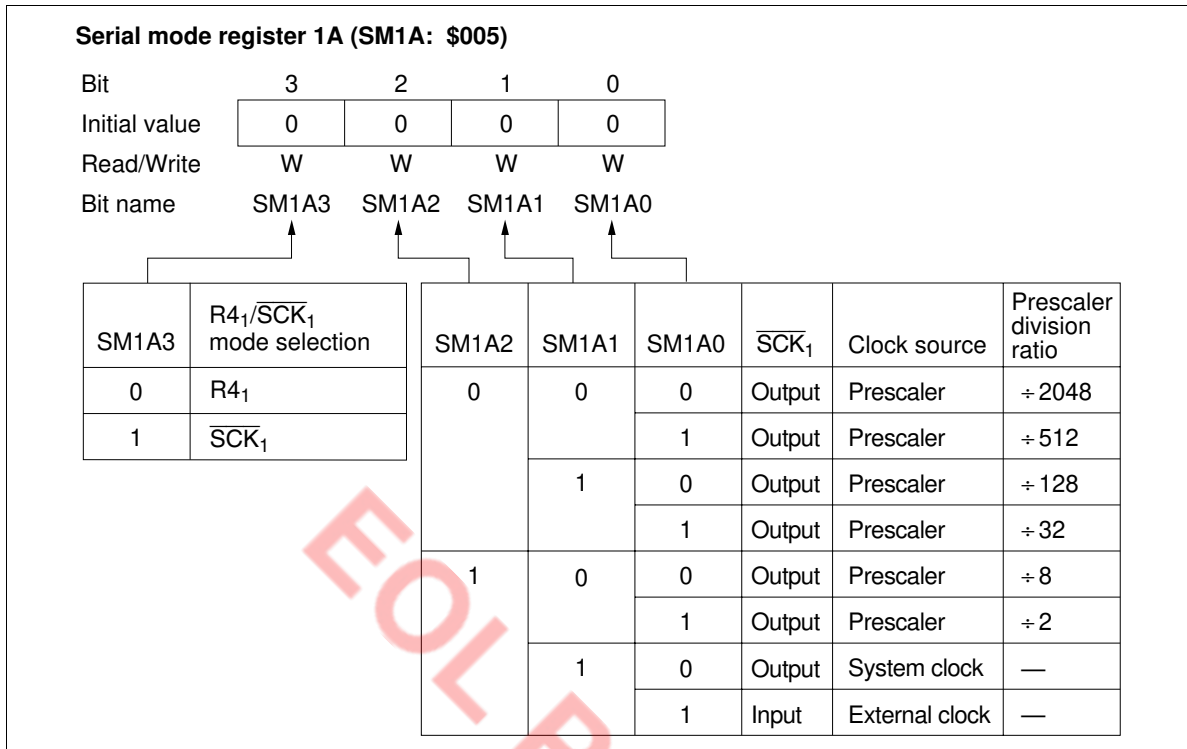 Serial mode register 1A (SM1A: $005)
Bit 3 2 1 0
Initial value 0 0 0 0
Read/Write W W W W
Bit name SM1A3 SM1A2 SM1A1 SM1A0
SM1A3 R4₁/S̅C̅K̅₁ mode selection
0 R4₁
1 S̅C̅K̅₁
SM1A2 SM1A1 SM1A0 S̅C̅K̅₁ Clock source Prescaler division ratio
0 0 0 Output Prescaler ÷2048
1 Output Prescaler ÷512
1 0 Output Prescaler ÷128
1 Output Prescaler ÷32
1 0 0 Output Prescaler ÷8
1 Output Prescaler ÷2
1 0 Output System clock —
1 Input External clock —
EOL